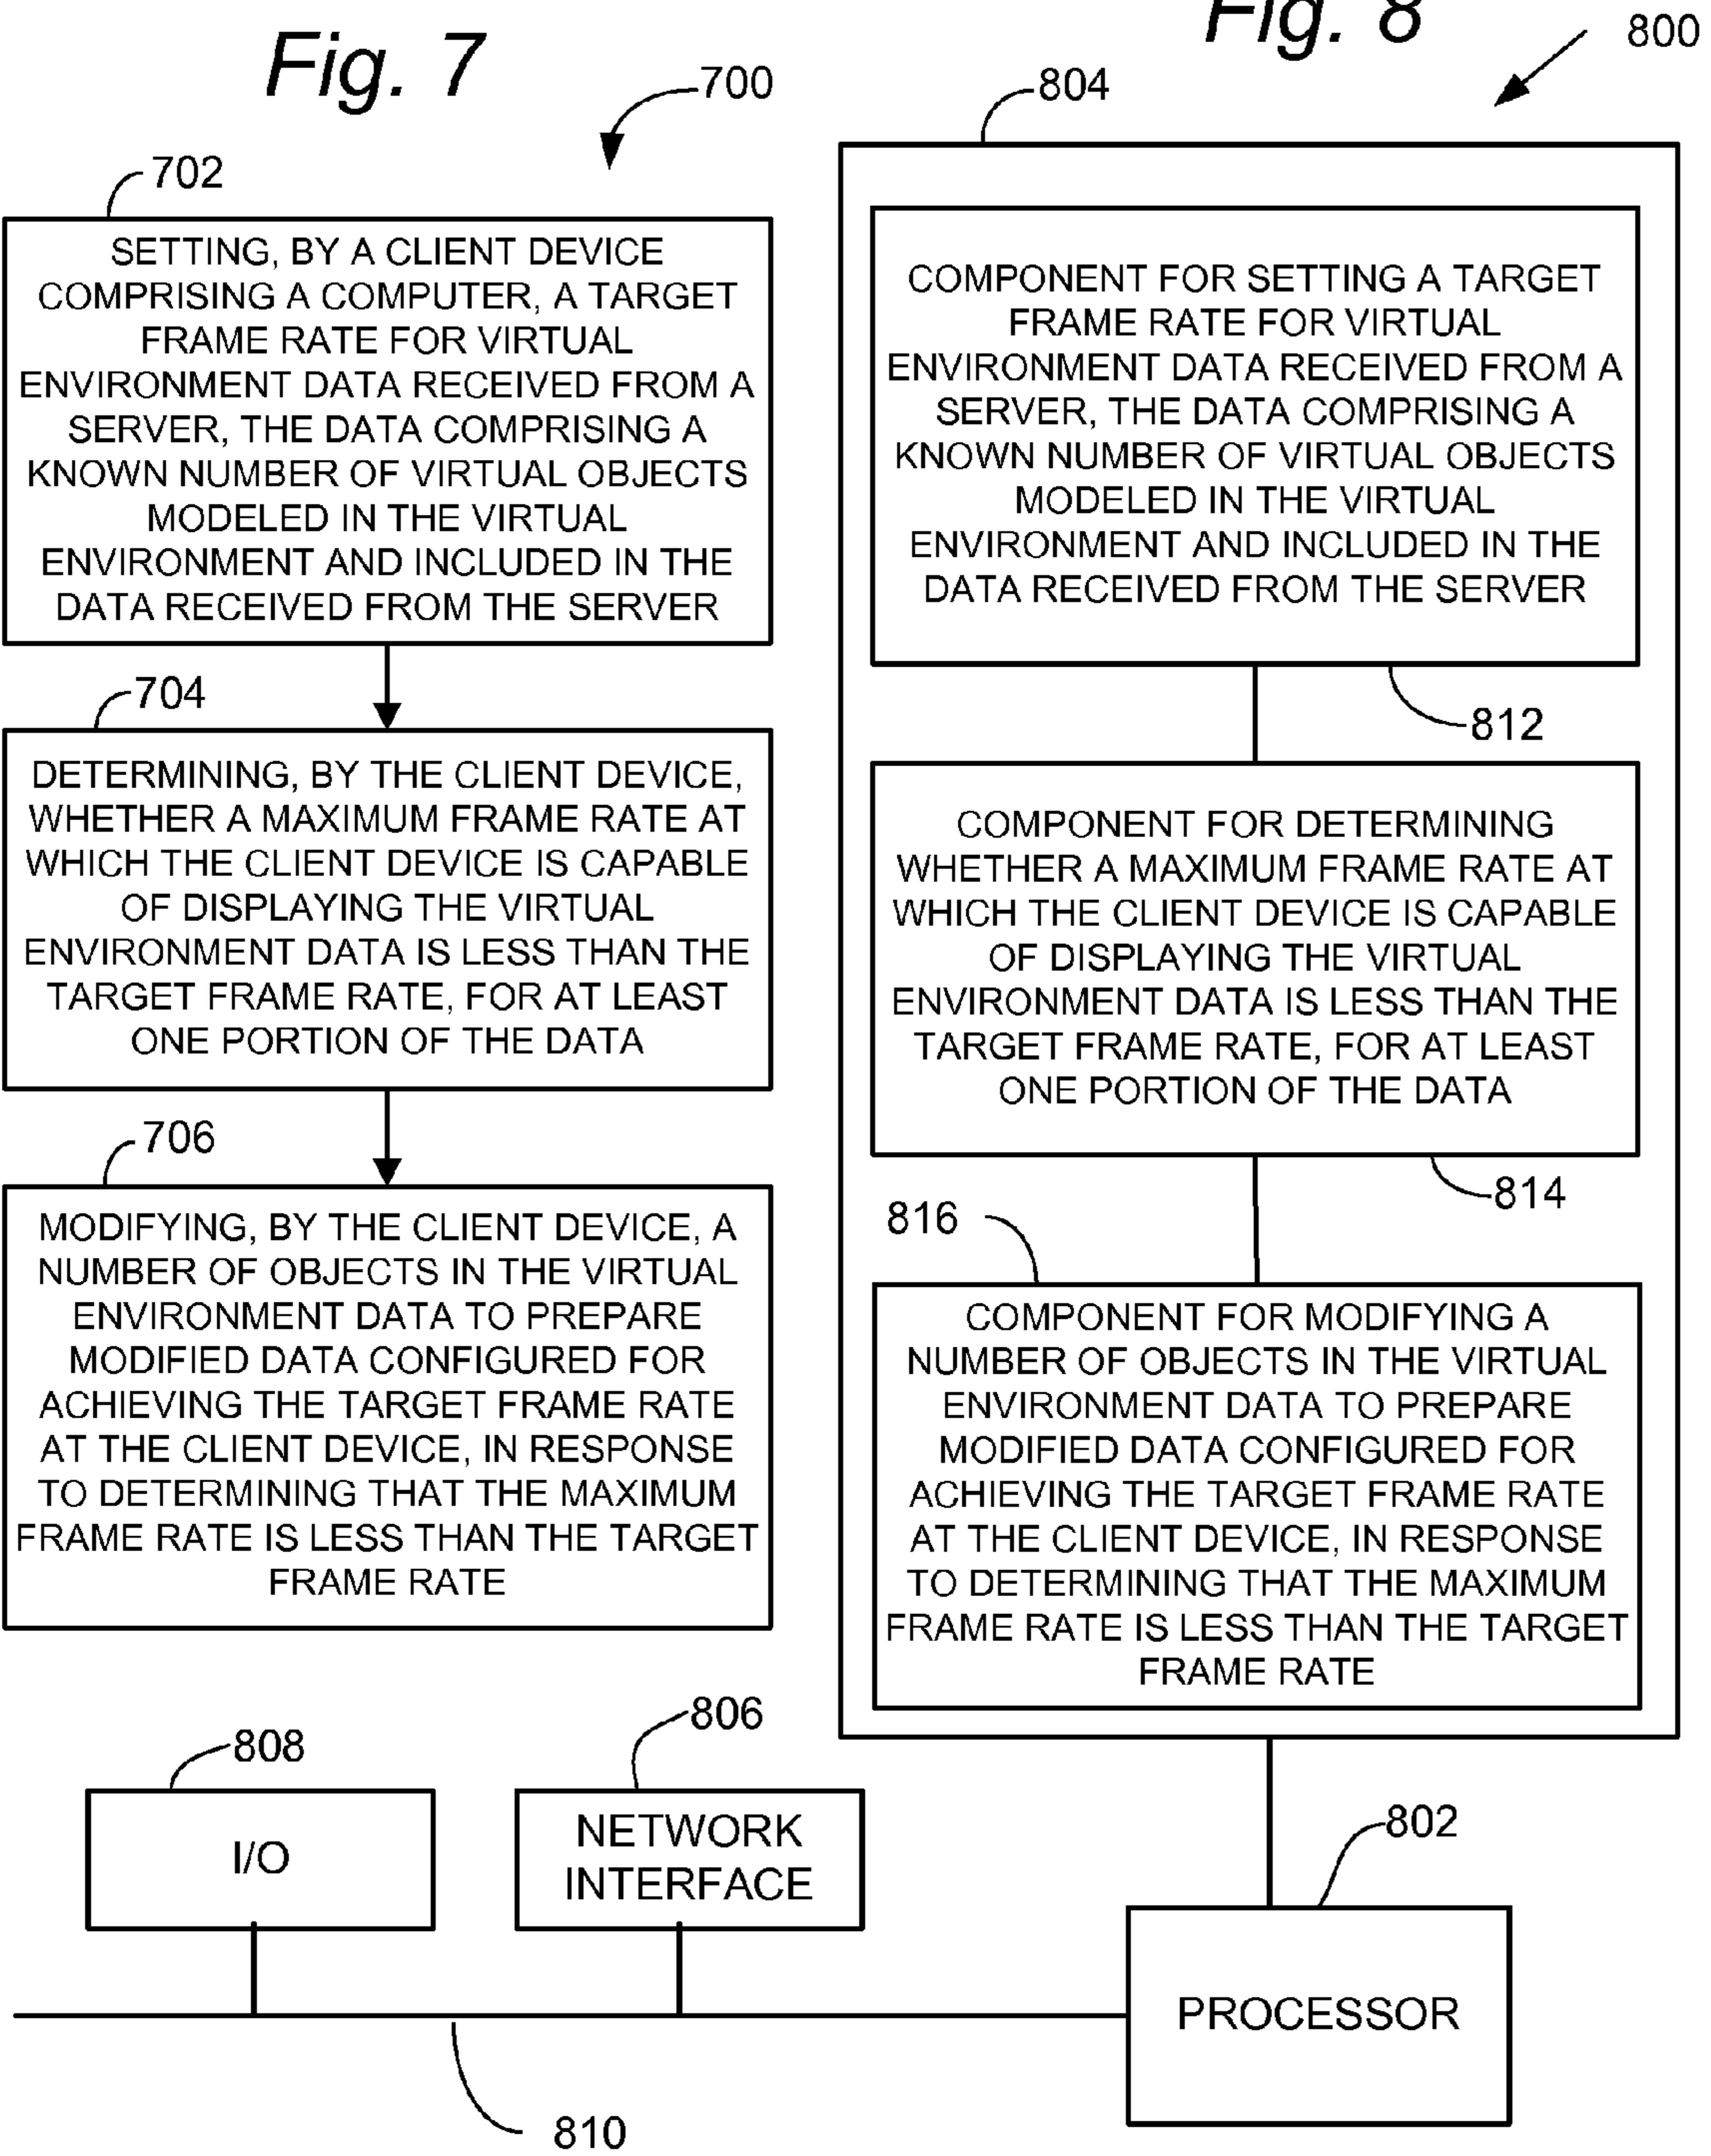 Fig. 7
700
702
SETTING, BY A CLIENT DEVICE
COMPRISING A COMPUTER, A TARGET
FRAME RATE FOR VIRTUAL
ENVIRONMENT DATA RECEIVED FROM A
SERVER, THE DATA COMPRISING A
KNOWN NUMBER OF VIRTUAL OBJECTS
MODELED IN THE VIRTUAL
ENVIRONMENT AND INCLUDED IN THE
DATA RECEIVED FROM THE SERVER
704
DETERMINING, BY THE CLIENT DEVICE,
WHETHER A MAXIMUM FRAME RATE AT
WHICH THE CLIENT DEVICE IS CAPABLE
OF DISPLAYING THE VIRTUAL
ENVIRONMENT DATA IS LESS THAN THE
TARGET FRAME RATE, FOR AT LEAST
ONE PORTION OF THE DATA
706
MODIFYING, BY THE CLIENT DEVICE, A
NUMBER OF OBJECTS IN THE VIRTUAL
ENVIRONMENT DATA TO PREPARE
MODIFIED DATA CONFIGURED FOR
ACHIEVING THE TARGET FRAME RATE
AT THE CLIENT DEVICE, IN RESPONSE
TO DETERMINING THAT THE MAXIMUM
FRAME RATE IS LESS THAN THE TARGET
FRAME RATE
Fig. 8
800
804
COMPONENT FOR SETTING A TARGET
FRAME RATE FOR VIRTUAL
ENVIRONMENT DATA RECEIVED FROM A
SERVER, THE DATA COMPRISING A
KNOWN NUMBER OF VIRTUAL OBJECTS
MODELED IN THE VIRTUAL
ENVIRONMENT AND INCLUDED IN THE
DATA RECEIVED FROM THE SERVER
812
COMPONENT FOR DETERMINING
WHETHER A MAXIMUM FRAME RATE AT
WHICH THE CLIENT DEVICE IS CAPABLE
OF DISPLAYING THE VIRTUAL
ENVIRONMENT DATA IS LESS THAN THE
TARGET FRAME RATE, FOR AT LEAST
ONE PORTION OF THE DATA
814
816
COMPONENT FOR MODIFYING A
NUMBER OF OBJECTS IN THE VIRTUAL
ENVIRONMENT DATA TO PREPARE
MODIFIED DATA CONFIGURED FOR
ACHIEVING THE TARGET FRAME RATE
AT THE CLIENT DEVICE, IN RESPONSE
TO DETERMINING THAT THE MAXIMUM
FRAME RATE IS LESS THAN THE TARGET
FRAME RATE
808
I/O
806
NETWORK
INTERFACE
802
PROCESSOR
810